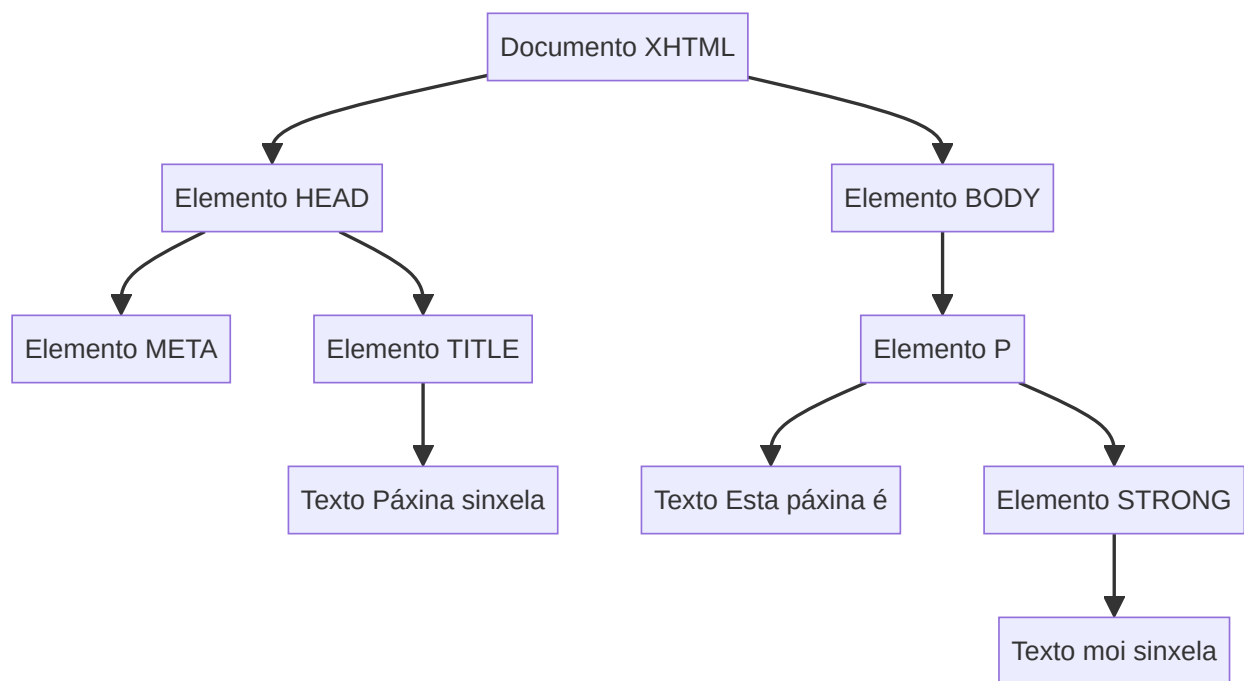 Documento XHTML
Elemento HEAD
Elemento BODY
Elemento META
Elemento TITLE
Elemento P
Texto Páxina sinxela
Texto Esta páxina é
Elemento STRONG
Texto moi sinxela